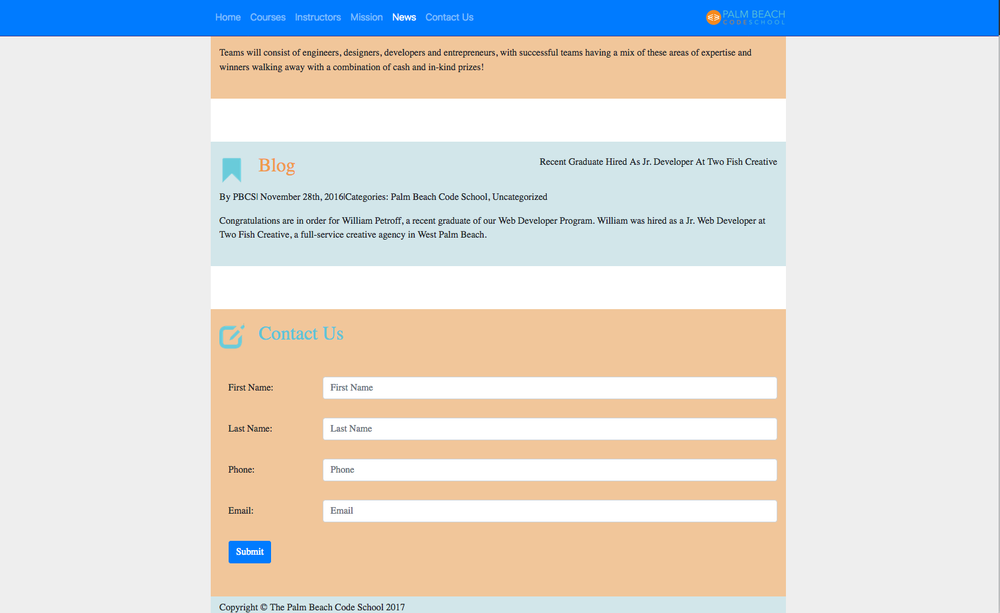 Home Courses Instructors Mission News Contact Us
PALM BEACH
CODESCHOOL
Teams will consist of engineers, designers, developers and entrepreneurs, with successful teams having a mix of these areas of expertise and
winners walking away with a combination of cash and in-kind prizes!
Blog
Recent Graduate Hired As Jr. Developer At Two Fish Creative
By PBCS| November 28th, 2016|Categories: Palm Beach Code School, Uncategorized
Congratulations are in order for William Petroff, a recent graduate of our Web Developer Program. William was hired as a Jr. Web Developer at
Two Fish Creative, a full-service creative agency in West Palm Beach.
Contact Us
First Name: First Name
Last Name: Last Name
Phone: Phone
Email: Email
Submit
Copyright © The Palm Beach Code School 2017